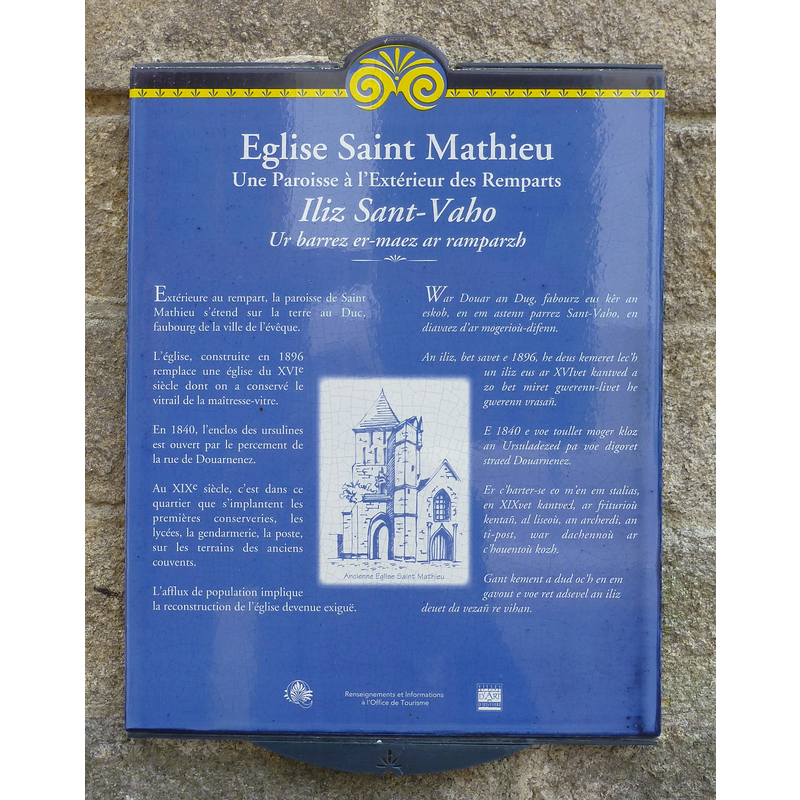 Eglise Saint Mathieu
Une Paroisse à l'Extérieur des Remparts
Iliz Sant-Vaho
Ur barrez er-maez ar ramparzh
Extérieure au rempart, la paroisse de Saint
Mathieu s'étend sur la terre au Duc,
faubourg de la ville de l'évêque.
L'église, construite en 1896
remplace une église du XVIe
siècle dont on a conservé le
vitrail de la maîtresse-vitre.
En 1840, l'enclos des ursulines
est ouvert par le percement de
la rue de Douarnenez.
Au XIXe siècle, c'est dans ce
quartier que s'implantent les
premières conserveries, les
lycées, la gendarmerie, la poste,
sur les terrains des anciens
couvents.
L'afflux de population implique
la reconstruction de l'église devenue exiguë.
War Douar an Dug, fabourz eus kêr an
eskob, en em astenn parrez Sant-Vaho, en
diavaez d'ar mogerioù-difenn.
An iliz, bet savet e 1896, he deus kemeret lec'h
un iliz eus ar XVIvet kantved a
zo bet miret gwerenn-livet he
gwerenn vrasañ.
E 1840 e voe toullet moger kloz
an Ursuladezed pa voe digoret
straed Douarnenez.
Er c'harter-se eo m'en em stalias,
en XIXvet kantved, ar friturioù
kentañ, al liseoù, an archerdi, an
ti-post, war dachennoù ar
c'houentoù kozh.
Gant kement a dud oc'h en em
gavout e voe ret adsevel an iliz
deuet da vezañ re vihan.
Ancienne Eglise Saint Mathieu
Renseignements et Informations
à l'Office de Tourisme